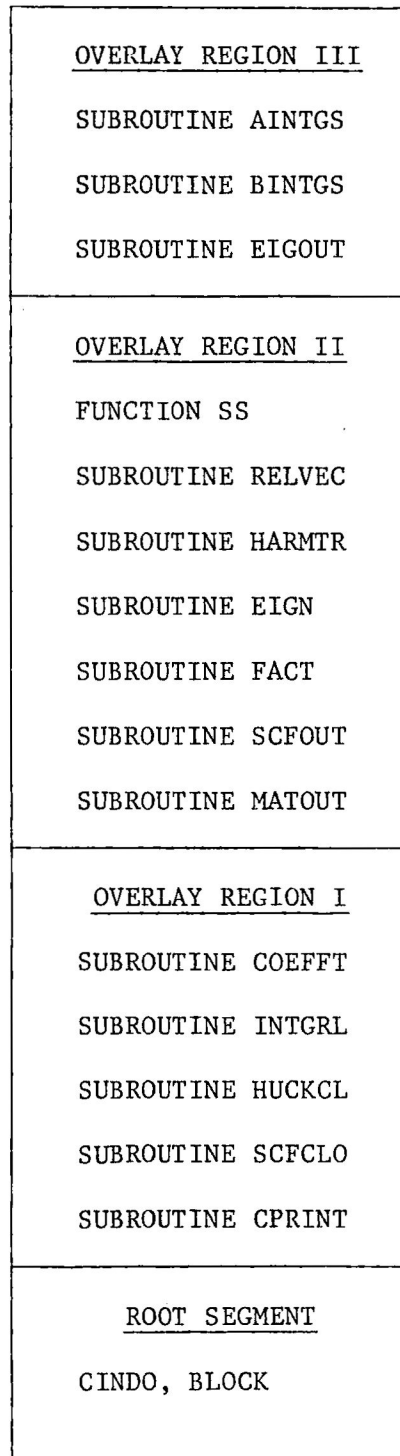 OVERLAY REGION III
SUBROUTINE AINTGS
SUBROUTINE BINTGS
SUBROUTINE EIGOUT
OVERLAY REGION II
FUNCTION SS
SUBROUTINE RELVEC
SUBROUTINE HARMTR
SUBROUTINE EIGN
SUBROUTINE FACT
SUBROUTINE SCFOUT
SUBROUTINE MATOUT
OVERLAY REGION I
SUBROUTINE COEFFT
SUBROUTINE INTGRL
SUBROUTINE HUCKCL
SUBROUTINE SCFCLO
SUBROUTINE CPRINT
ROOT SEGMENT
CINDO, BLOCK